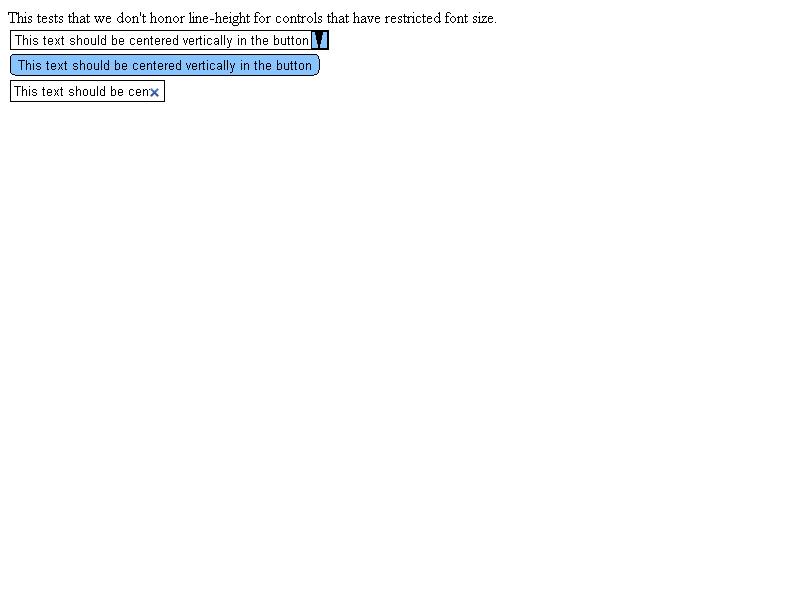 This tests that we don't honor line-height for controls that have restricted font size.
This text should be centered vertically in the button
This text should be centered vertically in the button
This text should be cen